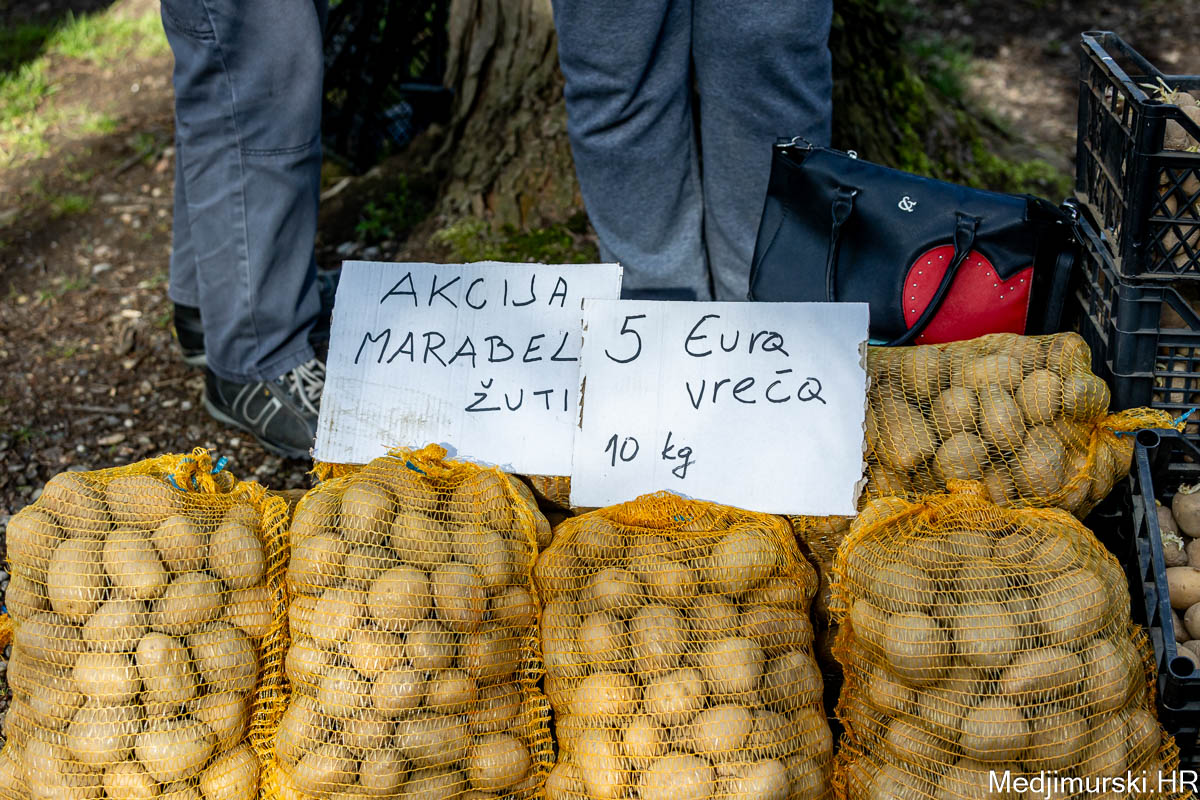 AKCIJA
MARABEL
ŽUTI
5 Eura
vreća
10 kg
&
Medjimurski.HR